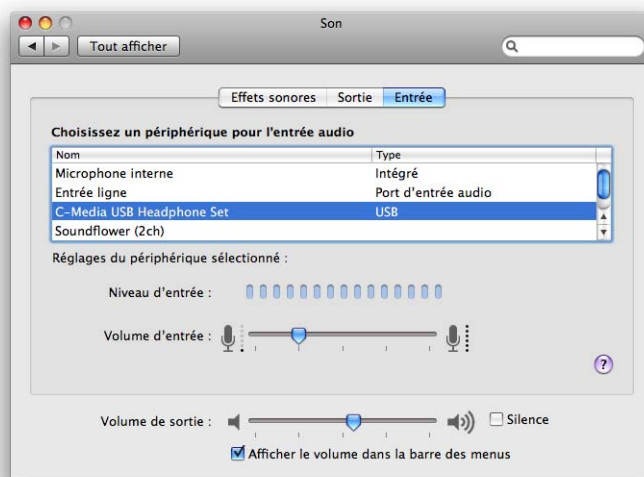 Son
Tout afficher
Effets sonores Sortie Entrée
Choisissez un périphérique pour l'entrée audio
Nom Type
Microphone interne Intégré
Entrée ligne Port d'entrée audio
C-Media USB Headphone Set USB
Soundflower (2ch)
Réglages du périphérique sélectionné :
Niveau d'entrée :
Volume d'entrée :
?
Volume de sortie : Silence
Afficher le volume dans la barre des menus